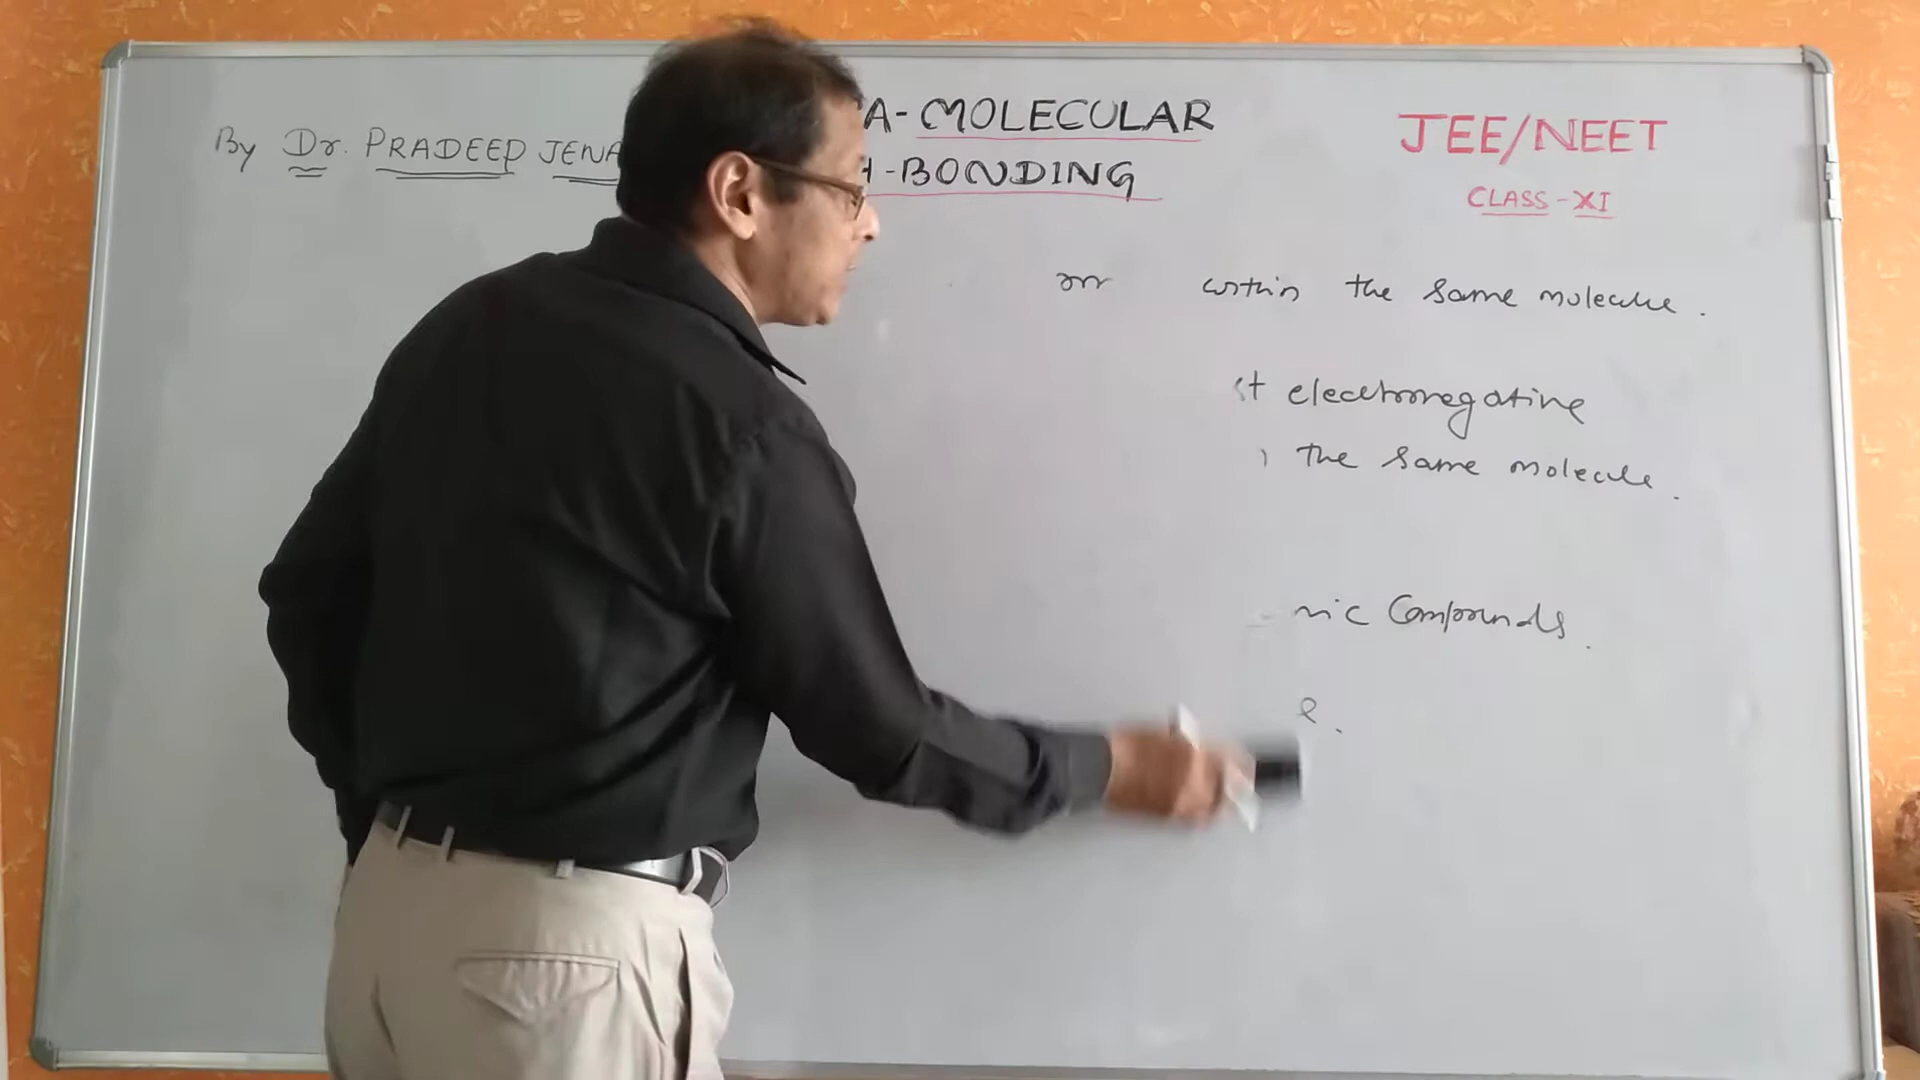 By Dr. PRADEEP JENA
A-MOLECULAR
H-BONDING
JEE/NEET
CLASS-XI
within the same molecule.
st electronegative
the same molecule.
nic Compounds.
e.